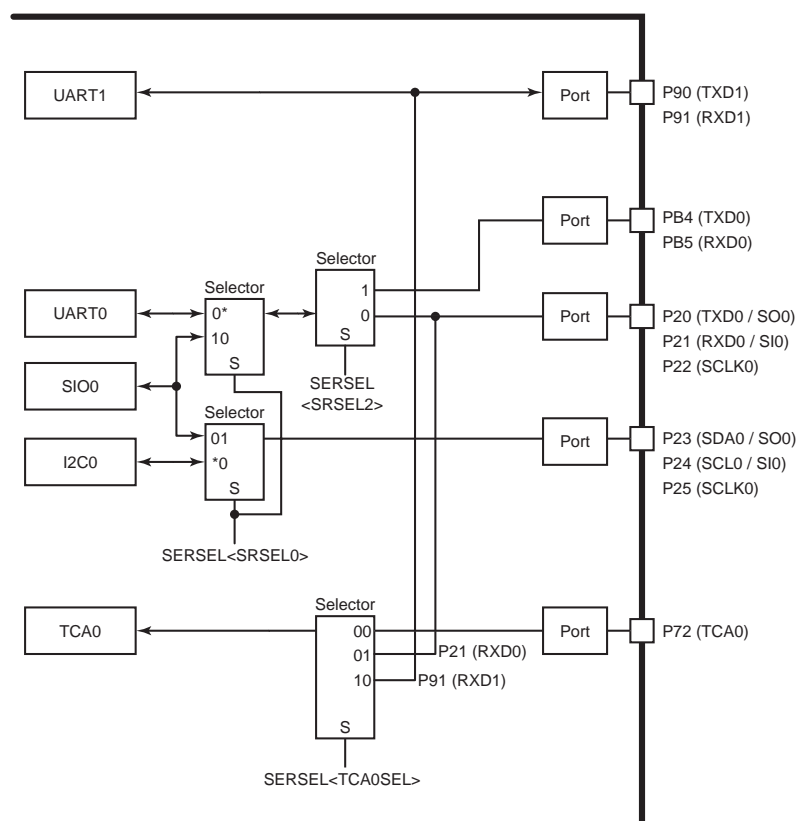 UART1
Port
P90 (TXD1)
P91 (RXD1)
Port
PB4 (TXD0)
PB5 (RXD0)
Selector
1
0
S
SERSEL
<SRSEL2>
Selector
UART0
0*
10
S
Port
P20 (TXD0 / SO0)
P21 (RXD0 / SI0)
P22 (SCLK0)
SIO0
Selector
01
*0
S
I2C0
Port
P23 (SDA0 / SO0)
P24 (SCL0 / SI0)
P25 (SCLK0)
SERSEL<SRSEL0>
Selector
TCA0
00
01
10
S
P21 (RXD0)
P91 (RXD1)
Port
P72 (TCA0)
SERSEL<TCA0SEL>